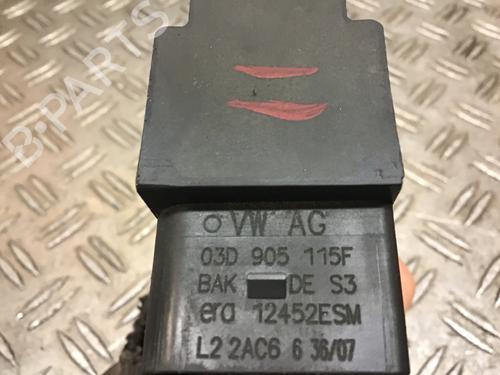 B-PARTS
VW AG
03D 905 115F
BAK DE S3
era 12452ESM
L2 2AC6 6 36/07